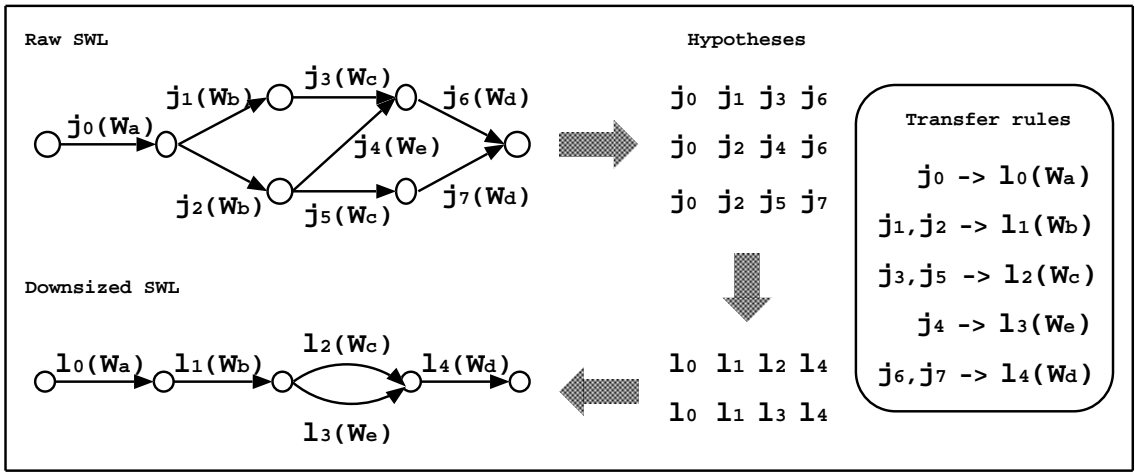 Raw SWL
j0(Wa)
j1(Wb)
j2(Wb)
j3(Wc)
j4(We)
j5(Wc)
j6(Wd)
j7(Wd)
Hypotheses
j0 j1 j3 j6
j0 j2 j4 j6
j0 j2 j5 j7
Transfer rules
j0 -> l0(Wa)
j1,j2 -> l1(Wb)
j3,j5 -> l2(Wc)
j4 -> l3(We)
j6,j7 -> l4(Wd)
Downsized SWL
l0(Wa)
l1(Wb)
l2(Wc)
l3(We)
l4(Wd)
l0 l1 l2 l4
l0 l1 l3 l4